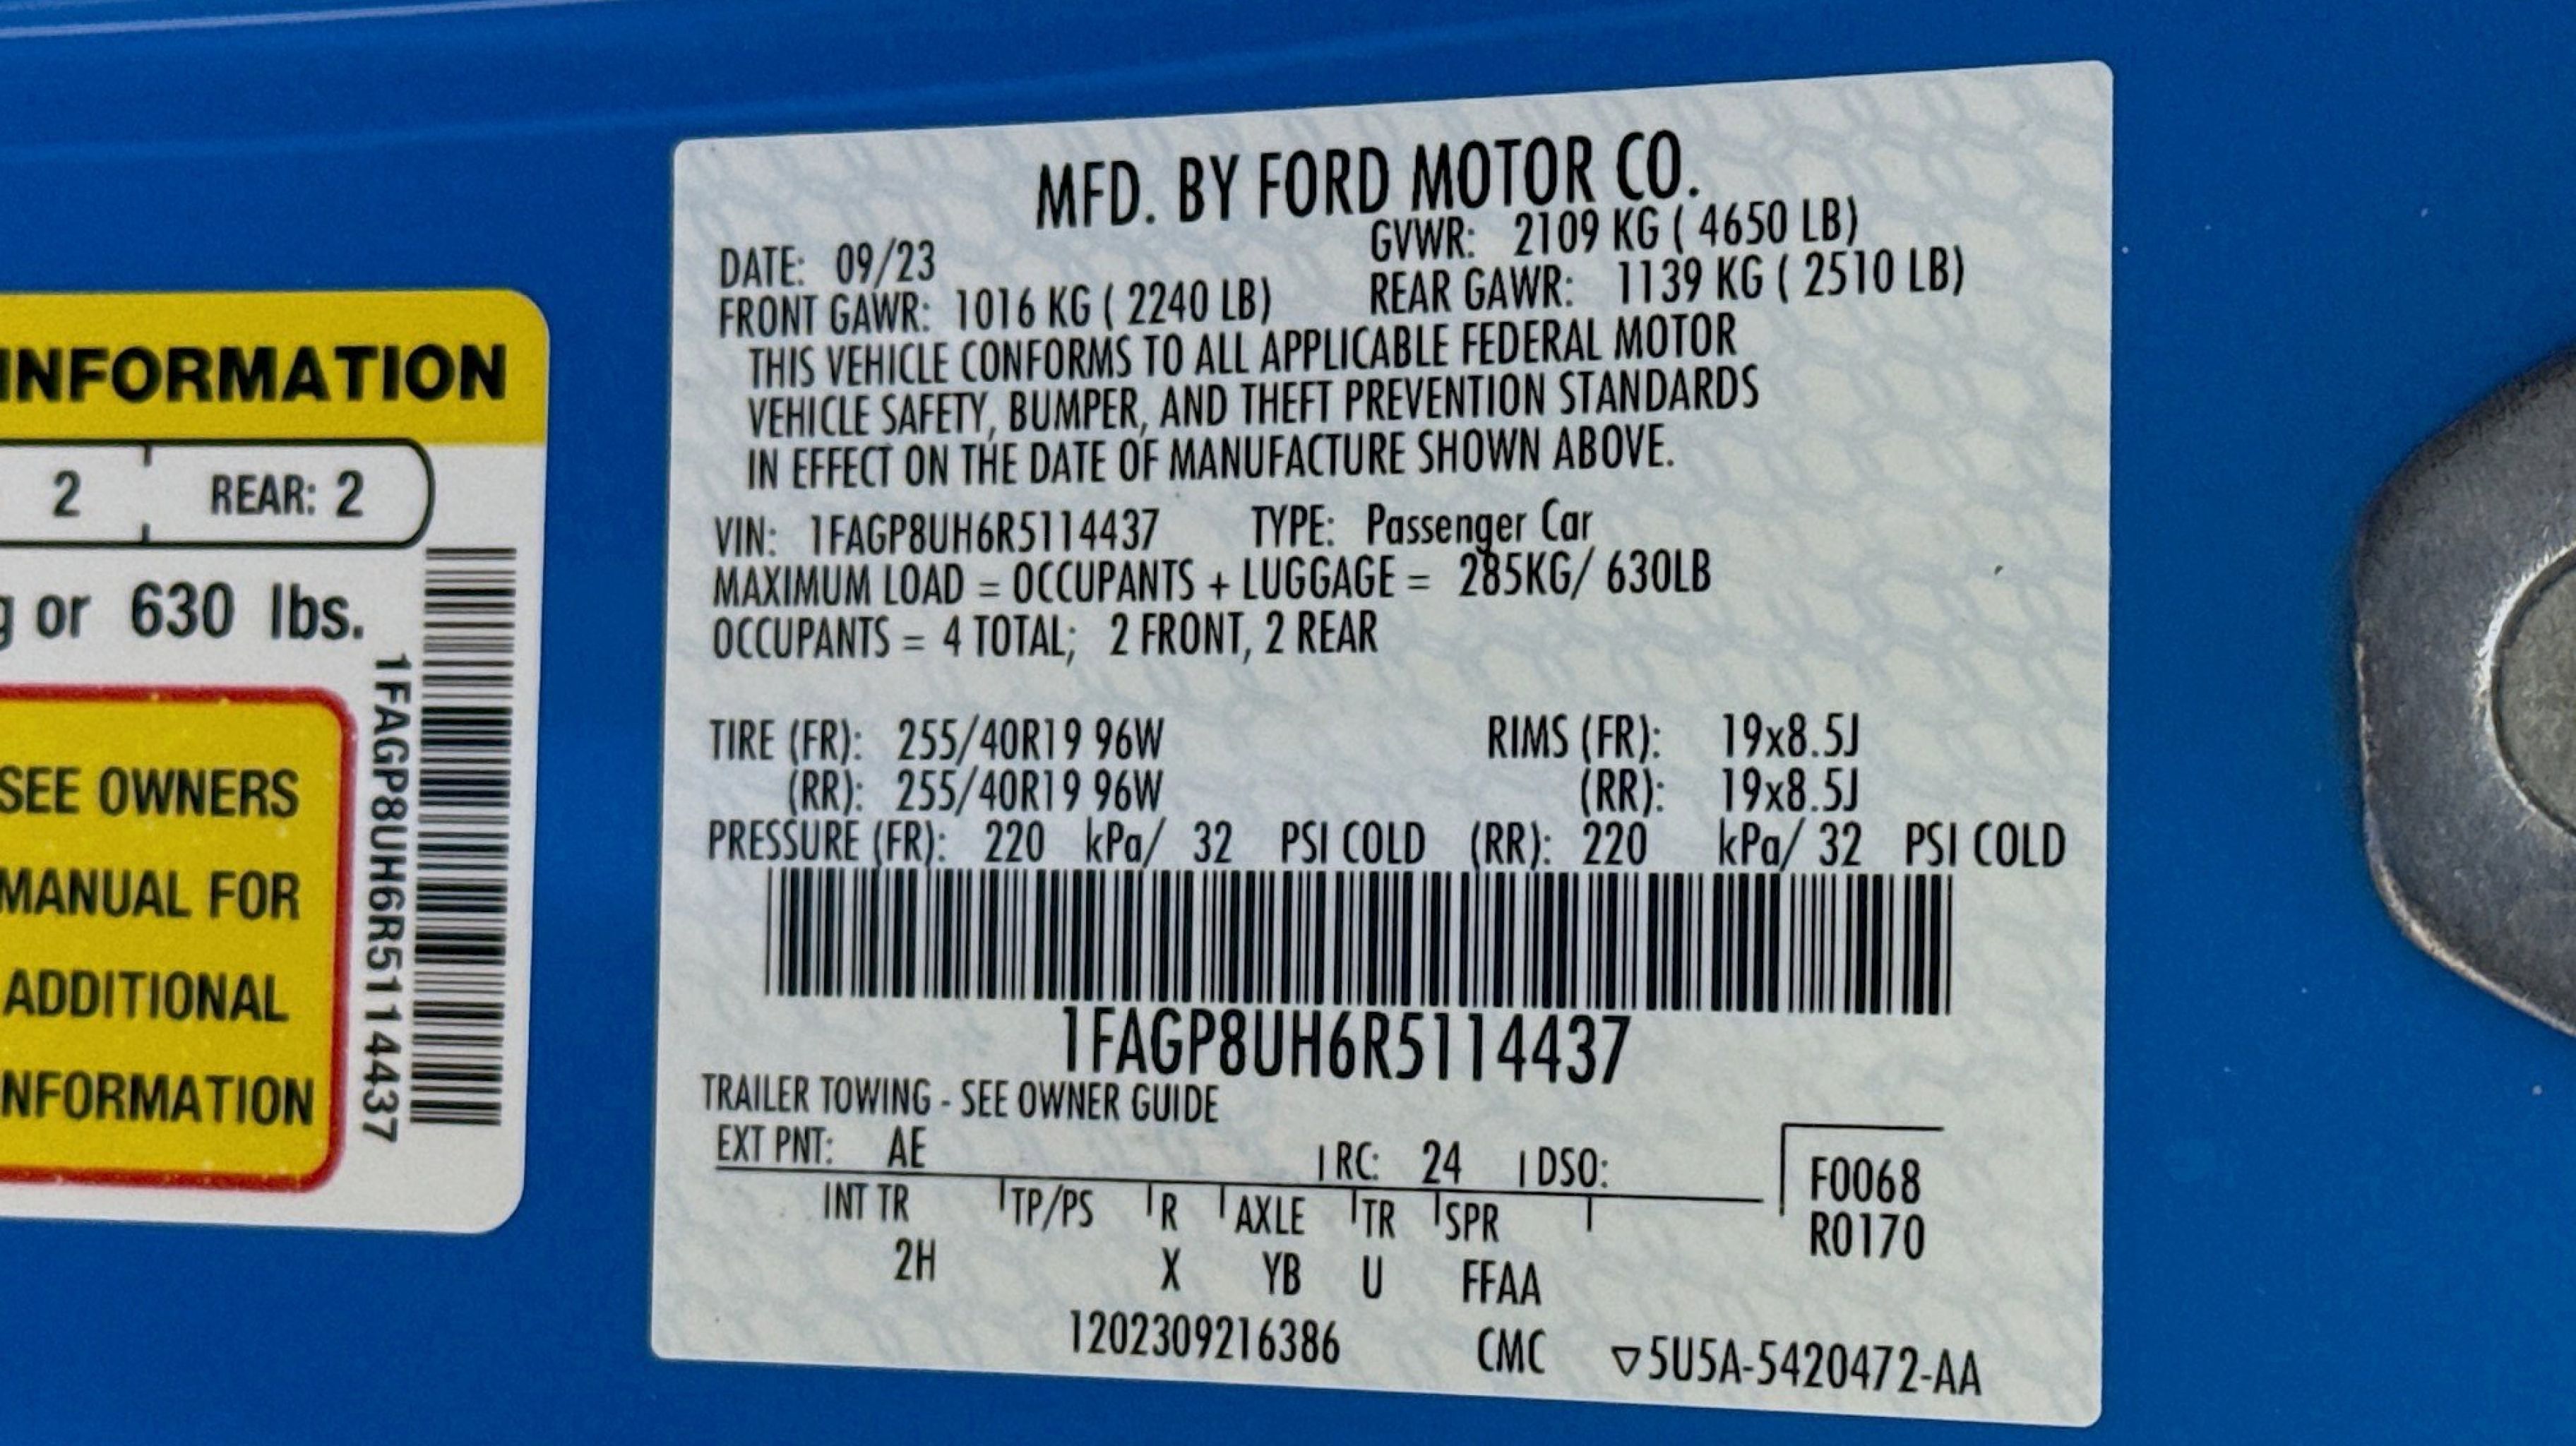 INFORMATION
2 REAR: 2
g or 630 lbs.
SEE OWNERS
MANUAL FOR
ADDITIONAL
INFORMATION
1FAGP8UH6R5114437
MFD. BY FORD MOTOR CO.
DATE: 09/23 GVWR: 2109 KG ( 4650 LB)
FRONT GAWR: 1016 KG ( 2240 LB) REAR GAWR: 1139 KG ( 2510 LB)
THIS VEHICLE CONFORMS TO ALL APPLICABLE FEDERAL MOTOR
VEHICLE SAFETY, BUMPER, AND THEFT PREVENTION STANDARDS
IN EFFECT ON THE DATE OF MANUFACTURE SHOWN ABOVE.
VIN: 1FAGP8UH6R5114437 TYPE: Passenger Car
MAXIMUM LOAD = OCCUPANTS + LUGGAGE = 285KG/ 630LB
OCCUPANTS = 4 TOTAL; 2 FRONT, 2 REAR
TIRE (FR): 255/40R19 96W RIMS (FR): 19x8.5J
(RR): 255/40R19 96W (RR): 19x8.5J
PRESSURE (FR): 220 kPa/ 32 PSI COLD (RR): 220 kPa/ 32 PSI COLD
1FAGP8UH6R5114437
TRAILER TOWING - SEE OWNER GUIDE
EXT PNT: AE RC: 24 DSO: F0068
INT TR TP/PS R AXLE TR SPR R0170
2H X YB U FFAA
1202309216386 CMC ▽5U5A-5420472-AA